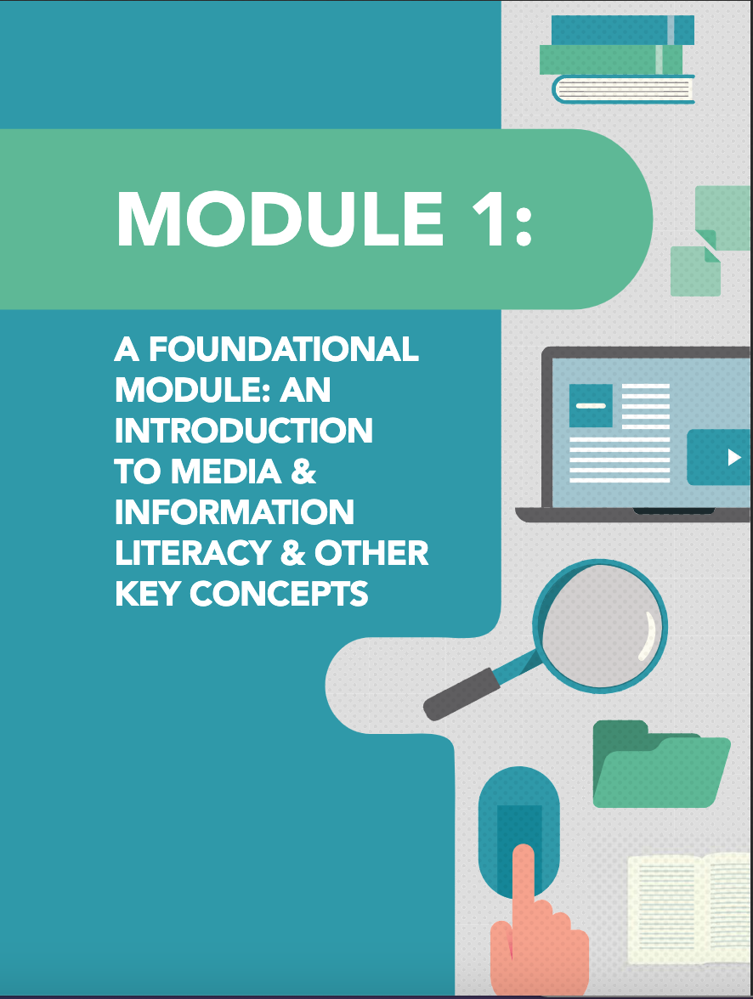 MODULE 1:
A FOUNDATIONAL
MODULE: AN
INTRODUCTION
TO MEDIA &
INFORMATION
LITERACY & OTHER
KEY CONCEPTS